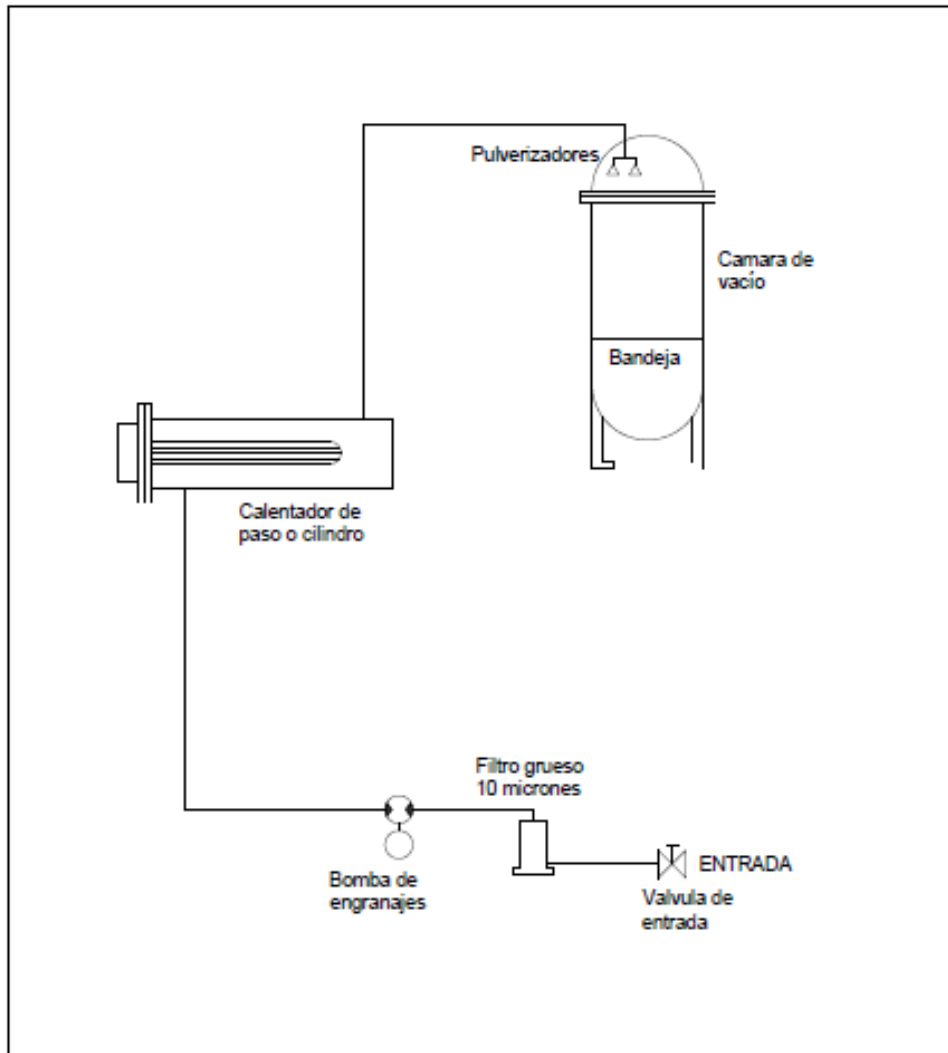 Pulverizadores
Camara de
vacío
Bandeja
Calentador de
paso o cilindro
Filtro grueso
10 micrones
ENTRADA
Bomba de
engranajes
Valvula de
entrada